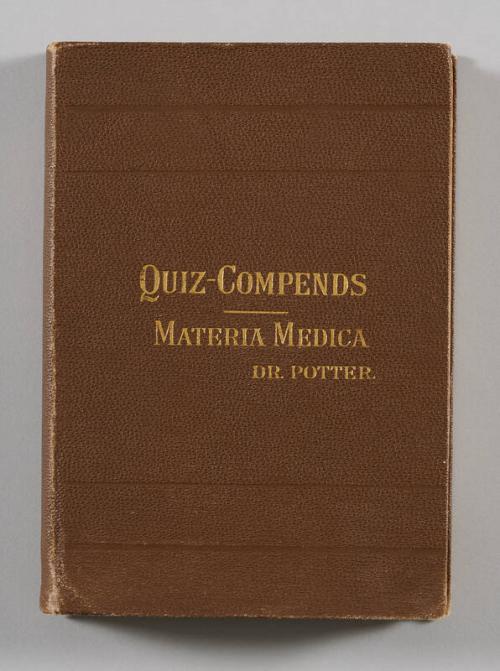 Quiz-Compends
Materia Medica
Dr. Potter.